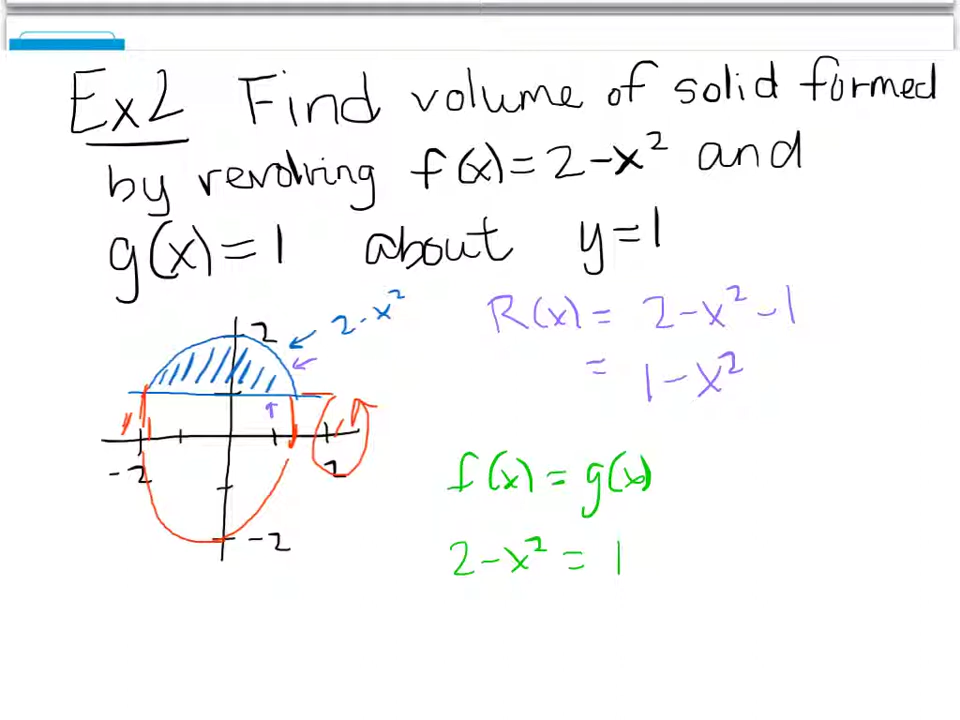 Ex2 Find volume of solid formed
by revolving f(x) = 2-x² and
g(x) = 1 about y=1
2-x²
2
-2
2
-2
R(x) = 2-x²-1
= 1-x²
f(x) = g(x)
2-x² = 1